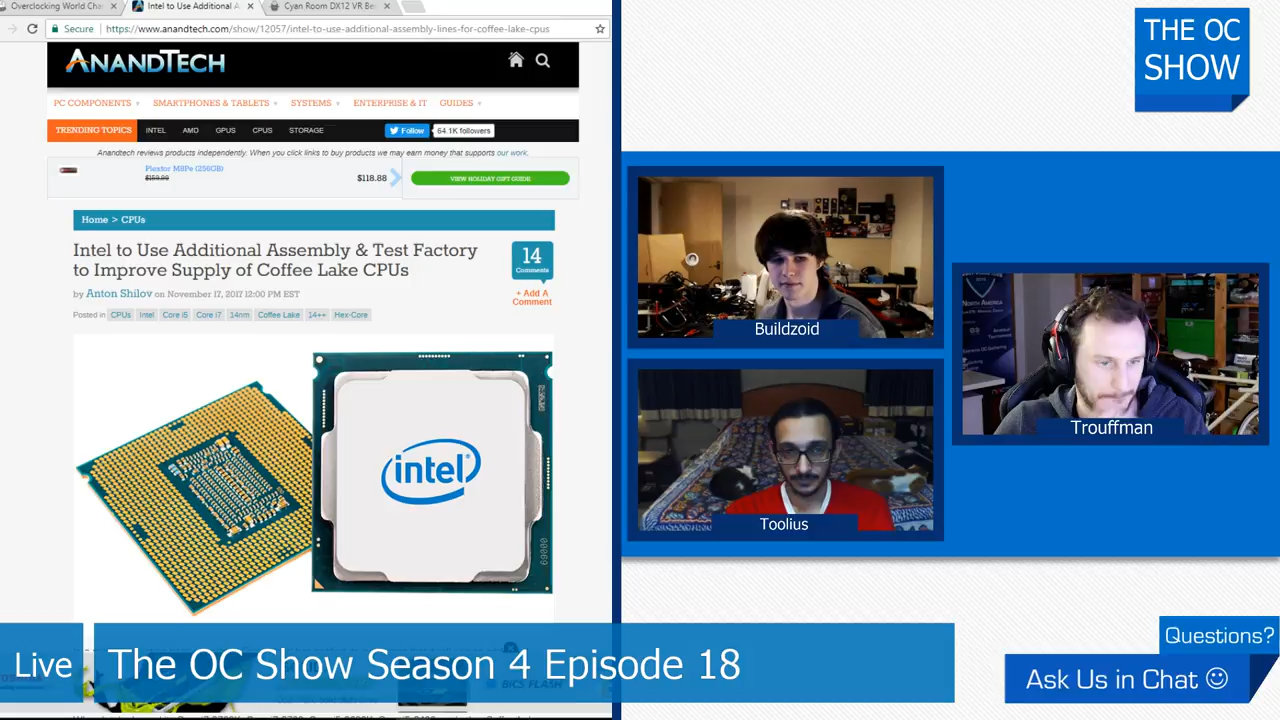 Overclocking World Cha
Intel to Use Additional A
Cyan Room DX12 VR Be
Secure
https://www.anandtech.com/show/12057/intel-to-use-additional-assembly-lines-for-coffee-lake-cpus
ANANDTECH
PC COMPONENTS
SMARTPHONES & TABLETS
SYSTEMS
ENTERPRISE & IT
GUIDES
TRENDING TOPICS
INTEL
AMD
GPUS
CPUS
STORAGE
Follow
64.1K followers
Anandtech reviews products independently. When you click links to buy products we may earn money that supports our work.
Plextor M8Pe (256GB)
$159.99
$118.88
VIEW HOLIDAY GIFT GUIDE
Home > CPUs
Intel to Use Additional Assembly & Test Factory
to Improve Supply of Coffee Lake CPUs
14
Comments
by Anton Shilov on November 17, 2017 12:00 PM EST
+ Add A
Comment
Posted in
CPUs
Intel
Core i5
Core i7
14nm
Coffee Lake
14++
Hex-Core
intel
Live
The OC Show Season 4 Episode 18
BICS FLASH
THE OC
SHOW
NORTH AMERICA
Buildzoid
Toolius
Trouffman
Questions?
Ask Us in Chat ☺